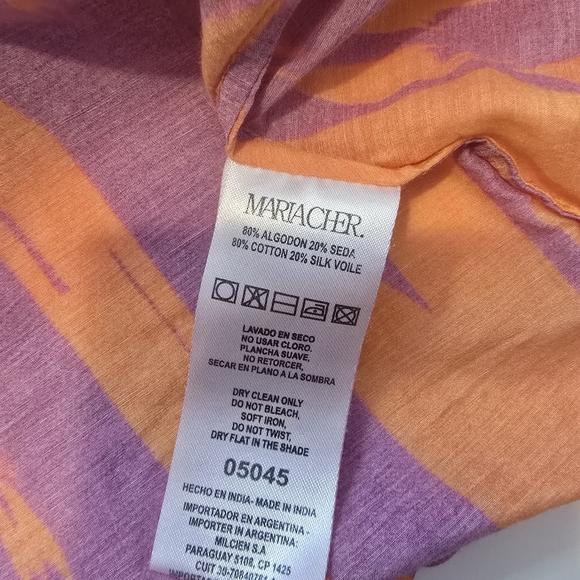 MARIACHER.
80% ALGODON 20% SEDA
80% COTTON 20% SILK VOILE
LAVADO EN SECO
NO USAR CLORO.
PLANCHA SUAVE,
NO RETORCER,
SECAR EN PLANO A LA SOMBRA
DRY CLEAN ONLY
DO NOT BLEACH,
SOFT IRON,
DO NOT TWIST,
DRY FLAT IN THE SHADE
05045
HECHO EN INDIA- MADE IN INDIA
IMPORTADOR EN ARGENTINA -
IMPORTER IN ARGENTINA:
MILCIEN S.A
PARAGUAY 5108, CP 1425
CUIT